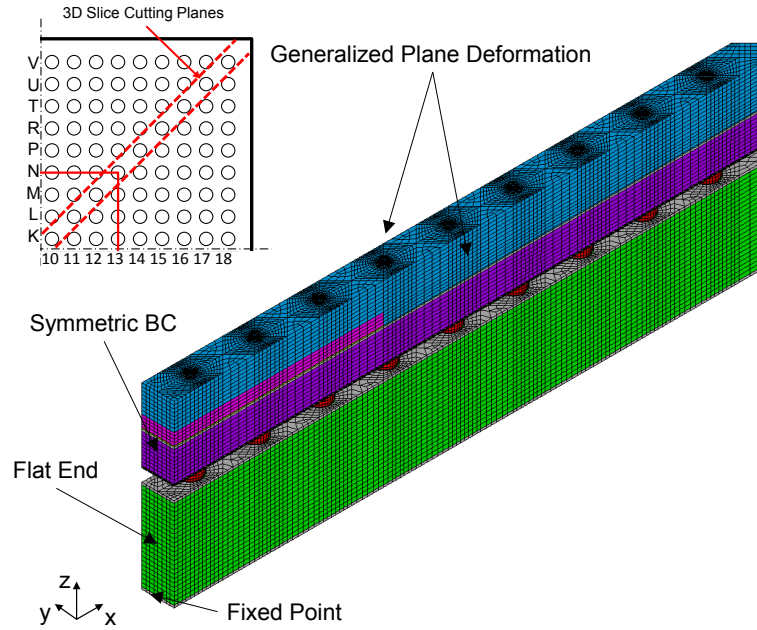 3D Slice Cutting Planes
Generalized Plane Deformation
V
U
T
R
P
N
M
L
K
10 11 12 13 14 15 16 17 18
Symmetric BC
Flat End
Fixed Point
z
y x